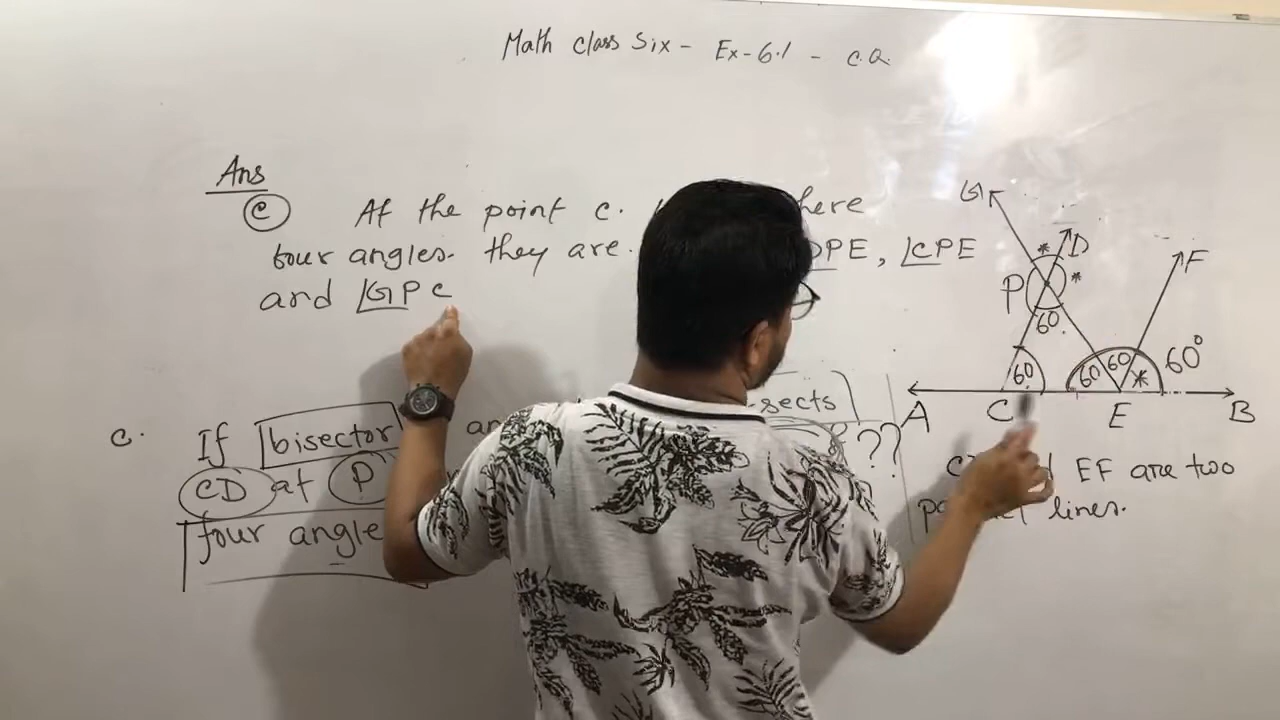 Math class Six - Ex-6.1 - C.Q.
Ans
C At the point c. here
four angles. they are. DPE, ∠CPE
and ∠GPC
c. If bisector an sects
CD at P ??
four angle
G
D
F
P
60
60
60
60
60°
A C E B
EF are two
lines.